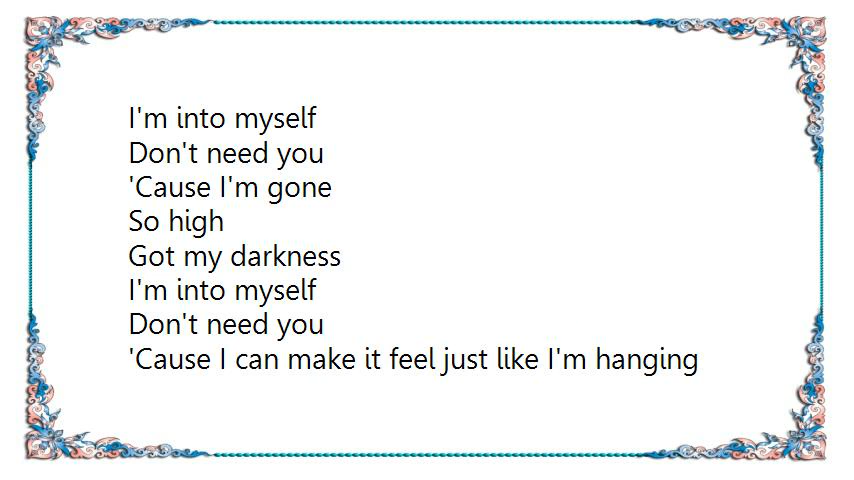 I'm into myself
Don't need you
'Cause I'm gone
So high
Got my darkness
I'm into myself
Don't need you
'Cause I can make it feel just like I'm hanging